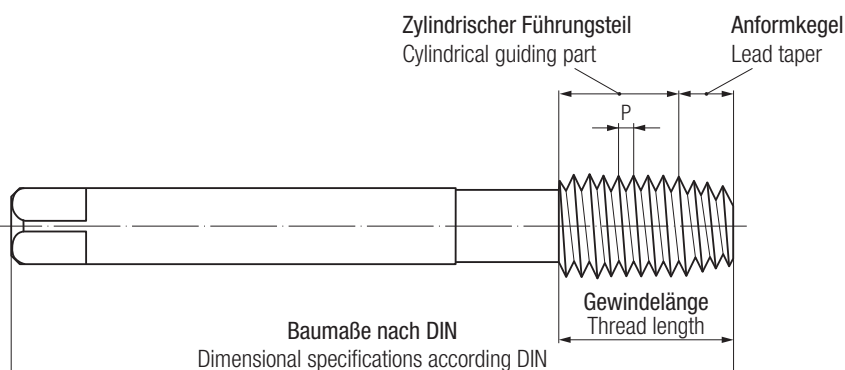 Zylindrischer Führungsteil
Cylindrical guiding part
Anformkegel
Lead taper
P
Gewindelänge
Thread length
Baumaße nach DIN
Dimensional specifications according DIN